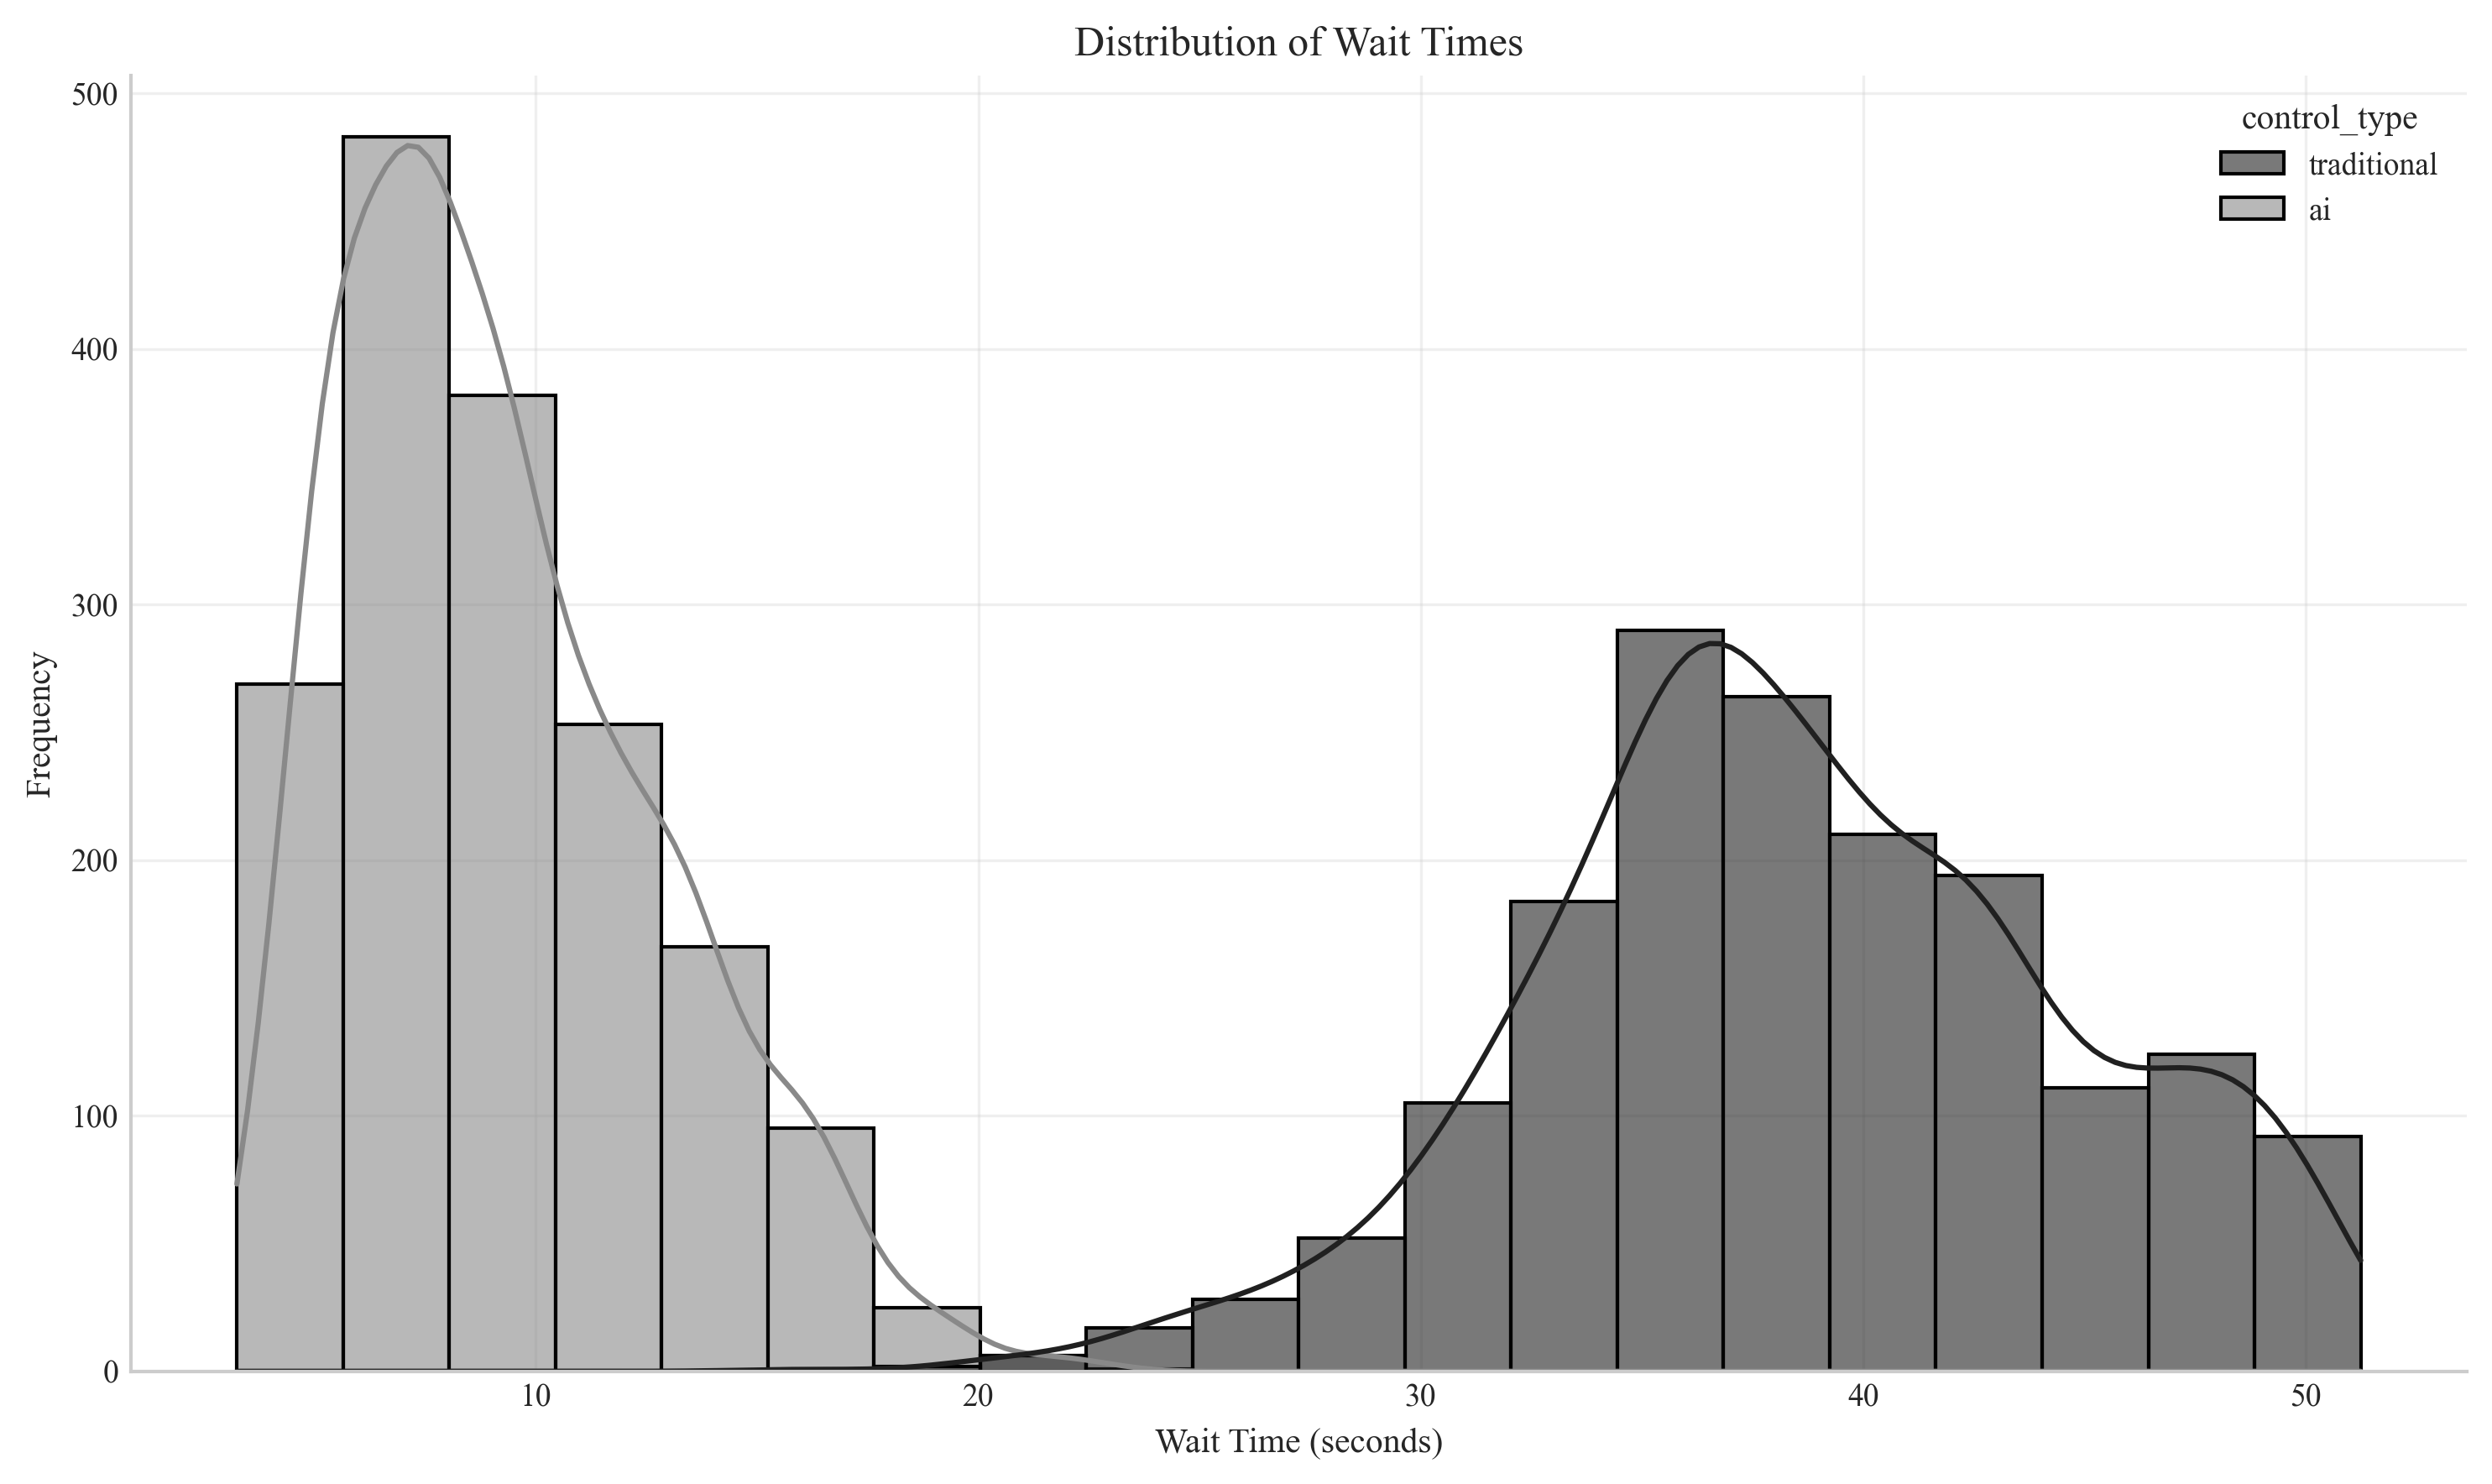 Distribution of Wait Times
500
400
300
200
100
0
Frequency
control_type
traditional
ai
10 20 30 40 50
Wait Time (seconds)